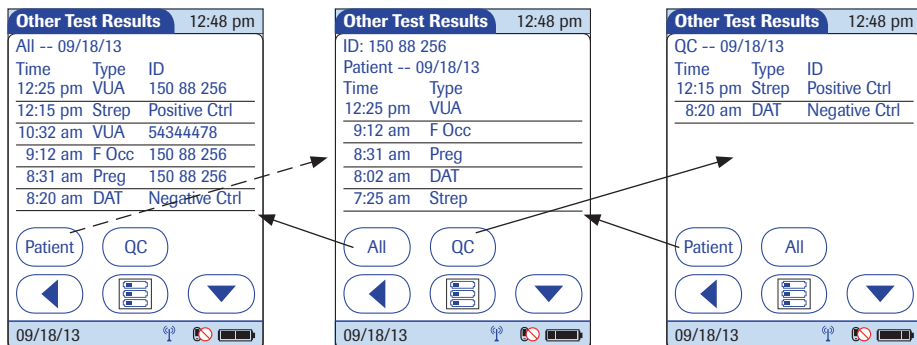 Other Test Results 12:48 pm
All -- 09/18/13
Time Type ID
12:25 pm VUA 150 88 256
12:15 pm Strep Positive Ctrl
10:32 am VUA 54344478
9:12 am F Occ 150 88 256
8:31 am Preg 150 88 256
8:20 am DAT Negative Ctrl
Patient QC
09/18/13
Other Test Results 12:48 pm
ID: 150 88 256
Patient -- 09/18/13
Time Type
12:25 pm VUA
9:12 am F Occ
8:31 am Preg
8:02 am DAT
7:25 am Strep
All QC
09/18/13
Other Test Results 12:48 pm
QC -- 09/18/13
Time Type ID
12:15 pm Strep Positive Ctrl
8:20 am DAT Negative Ctrl
Patient All
09/18/13